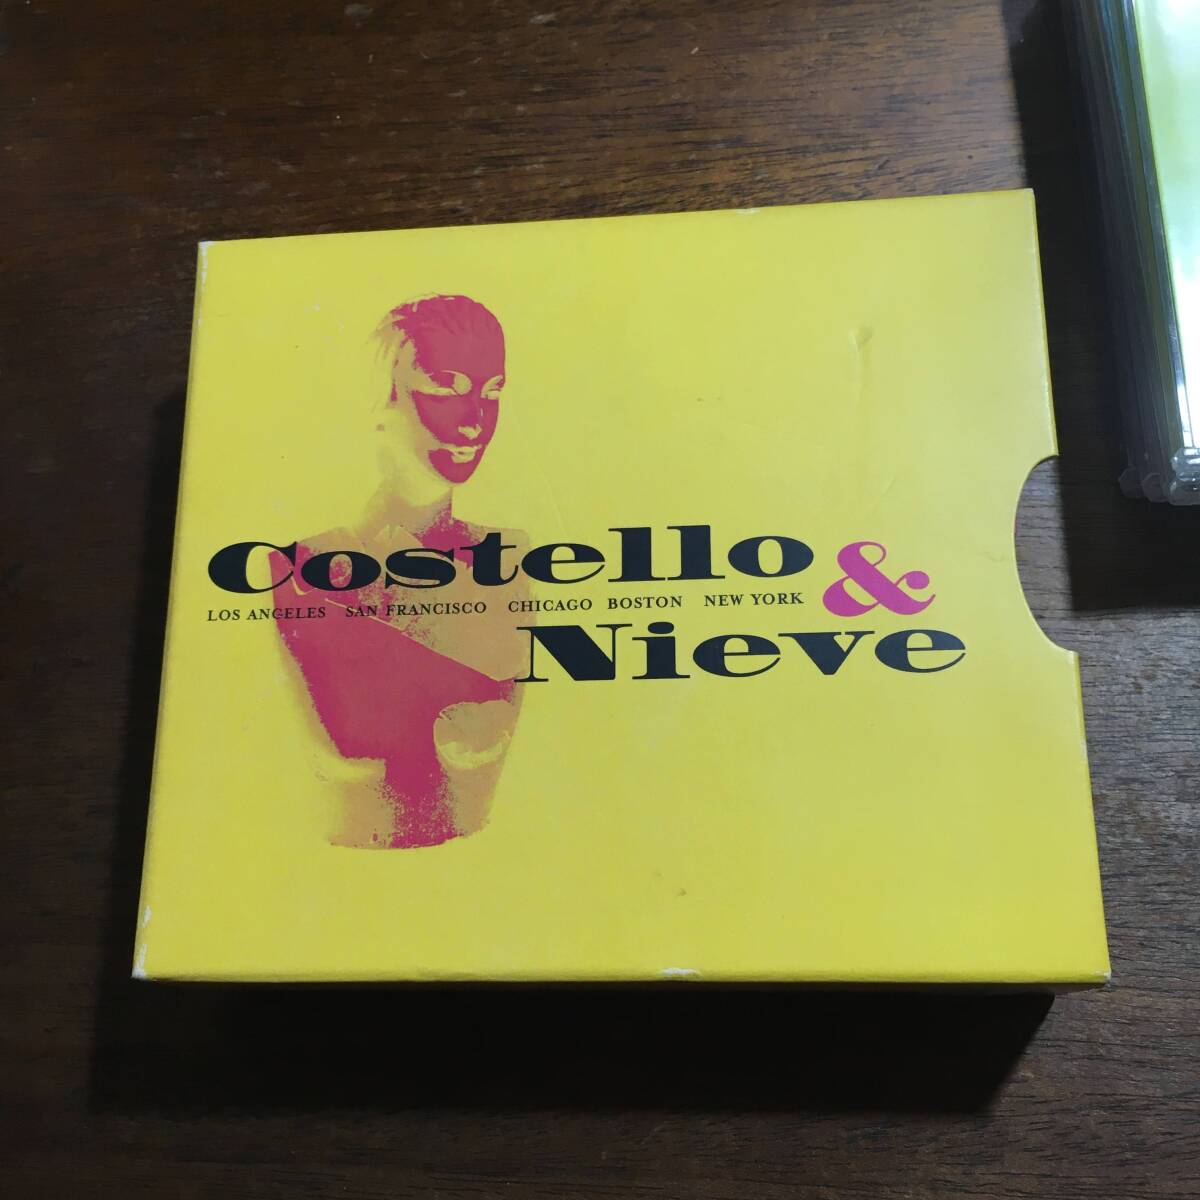 Costello &
LOS ANGELES SAN FRANCISCO CHICAGO BOSTON NEW YORK
Nieve